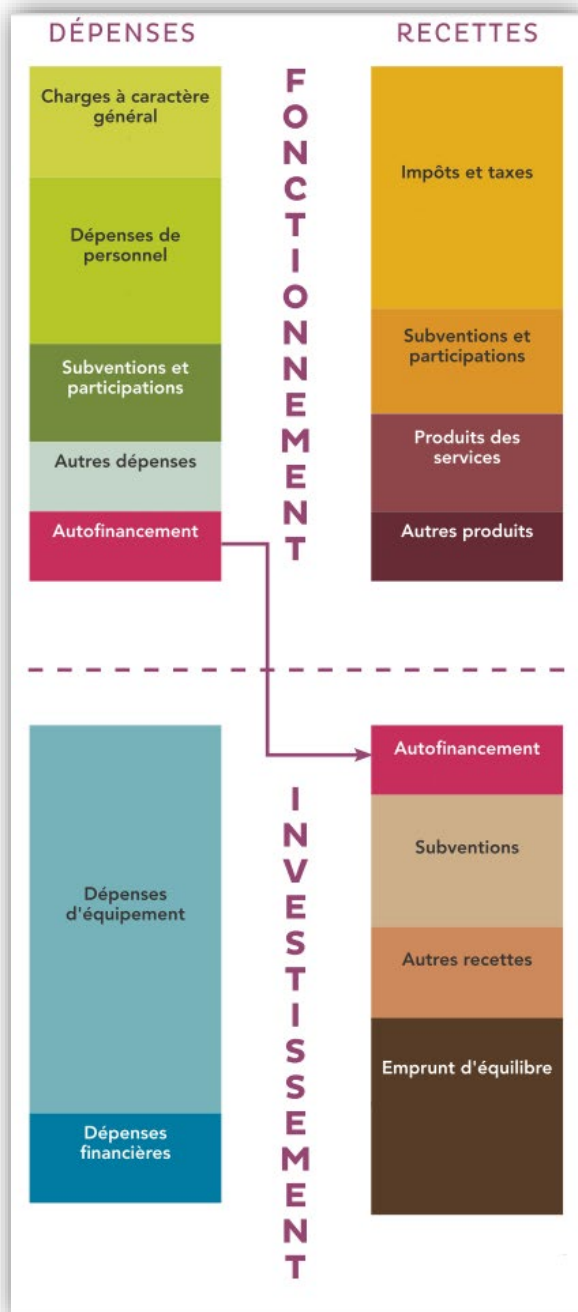 DÉPENSES
RECETTES
FONCTIONNEMENT
Charges à caractère
général
Dépenses de
personnel
Subventions et
participations
Autres dépenses
Autofinancement
Impôts et taxes
Subventions et
participations
Produits des
services
Autres produits
INVESTISSEMENT
Dépenses
d'équipement
Dépenses
financières
Autofinancement
Subventions
Autres recettes
Emprunt d'équilibre